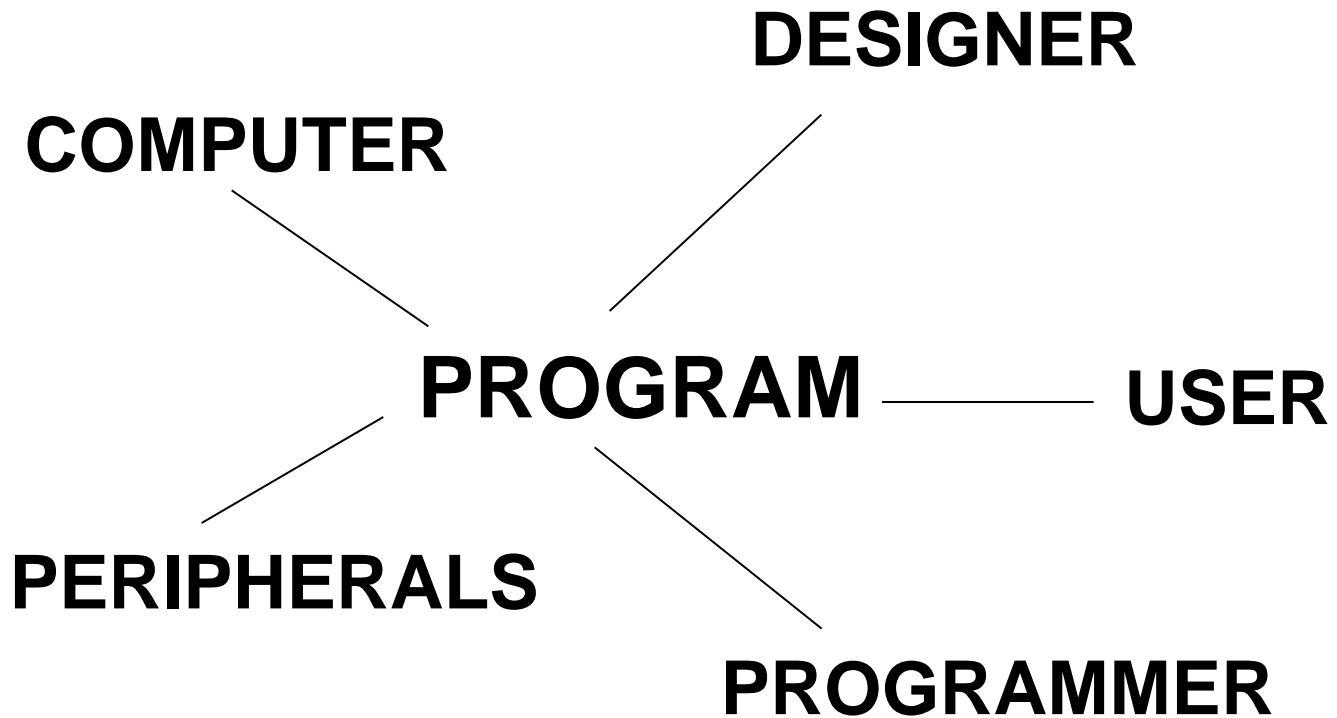 DESIGNER
COMPUTER
PROGRAM
USER
PERIPHERALS
PROGRAMMER